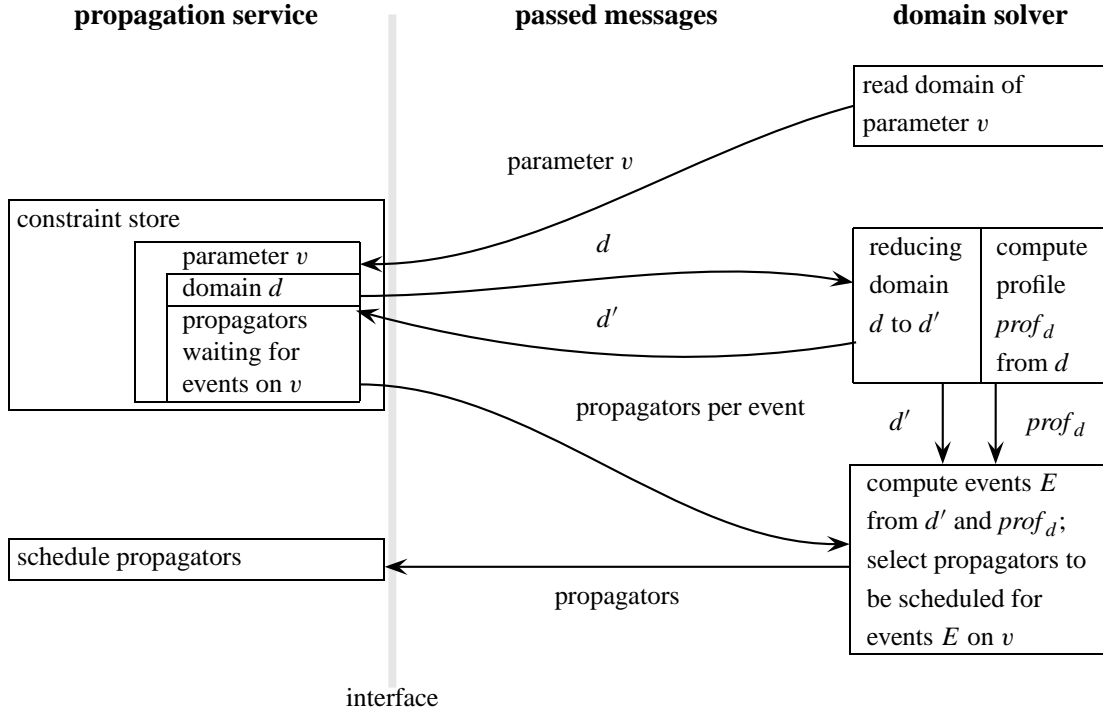 propagation service
passed messages
domain solver
read domain of
parameter v
parameter v
constraint store
parameter v
domain d
propagators
waiting for
events on v
d
d′
reducing
domain
d to d′
compute
profile
prof_d
from d
propagators per event
d′
prof_d
compute events E
from d′ and prof_d;
select propagators to
be scheduled for
events E on v
schedule propagators
propagators
interface